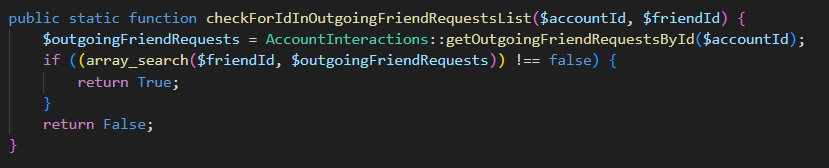 public static function checkForIdInOutgoingFriendRequestsList($accountId, $friendId) {
    $outgoingFriendRequests = AccountInteractions::getOutgoingFriendRequestsById($accountId);
    if ((array_search($friendId, $outgoingFriendRequests)) !== false) {
        return True;
    }
    return False;
}